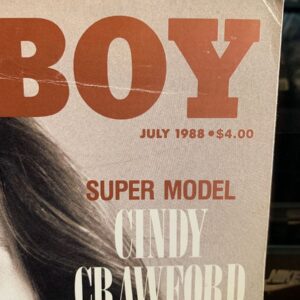 BOY
JULY 1988 • $4.00
SUPER MODEL
CINDY
CRAWFORD